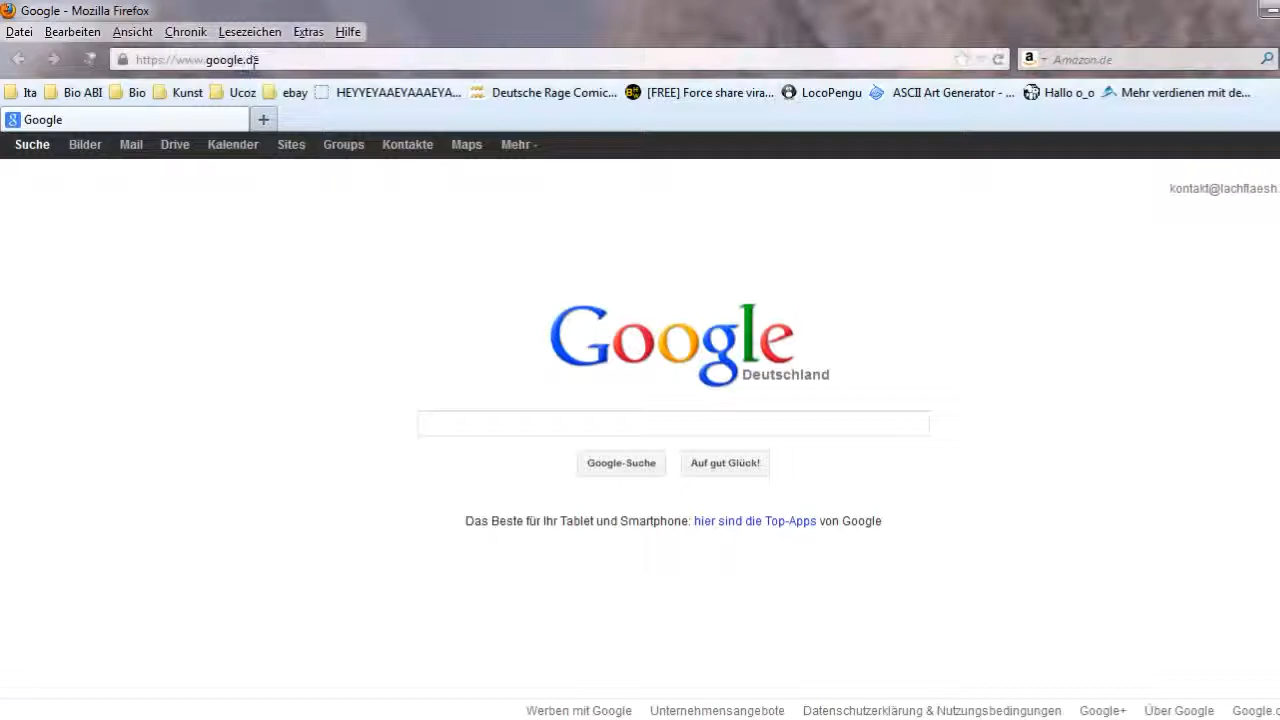 Google - Mozilla Firefox
Datei Bearbeiten Ansicht Chronik Lesezeichen Extras Hilfe
https://www.google.de Amazon.de
Ita Bio ABI Bio Kunst Ucoz ebay HEYYEYAAEYAAAEYA... Deutsche Rage Comic... [FREE] Force share vira... LocoPengu ASCII Art Generator - ... Hallo o_o Mehr verdienen mit de...
Google
Suche Bilder Mail Drive Kalender Sites Groups Kontakte Maps Mehr
kontakt@lachflaesh.
Google
Deutschland
Google-Suche Auf gut Glück!
Das Beste für Ihr Tablet und Smartphone: hier sind die Top-Apps von Google
Werben mit Google Unternehmensangebote Datenschutzerklärung & Nutzungsbedingungen Google+ Über Google Google.c